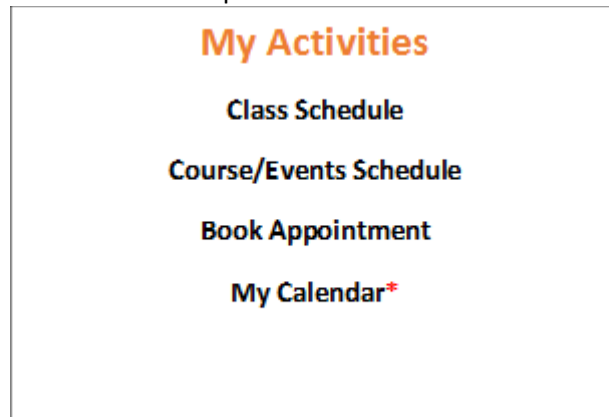 My Activities
Class Schedule
Course/Events Schedule
Book Appointment
My Calendar*